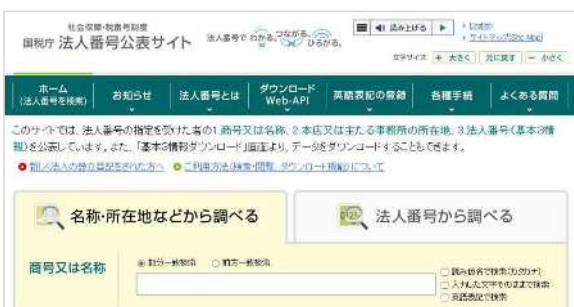 社会保障・税番号制度
国税庁 法人番号公表サイト
法人番号で わかる。つながる。ひろがる。
読み上げる
English
サイトマップ(Site Map)
文字サイズ + 大きく 元に戻す − 小さく
ホーム
(法人番号を検索)
お知らせ
法人番号とは
ダウンロード
Web-API
英語表記の登録
各種手続
よくある質問
このサイトでは、法人番号の指定を受けた者の1.商号又は名称、2.本店又は主たる事務所の所在地、3.法人番号(基本3情
報)を公表しています。また、「基本3情報ダウンロード」画面より、データをダウンロードすることもできます。
新しく法人の設立登記をされた方へ
ご利用方法(検索・閲覧、ダウンロード機能)について
名称・所在地などから調べる
法人番号から調べる
商号又は名称
部分一致検索
前方一致検索
読み仮名で検索(カタカナ)
入力した文字そのままで検索
英語表記で検索